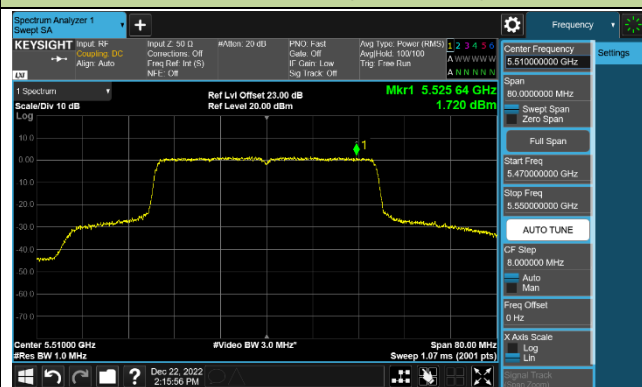 Spectrum Analyzer 1
Swept SA
Frequency
KEYSIGHT
Input: RF
Coupling: DC
Align: Auto
Input Z: 50 Ω
Corrections: Off
Freq Ref: Int (S)
NFE: Off
#Atten: 20 dB
PNO: Fast
Gate: Off
IF Gain: Low
Sig Track: Off
Avg Type: Power (RMS)
Avg|Hold: 100/100
Trig: Free Run
1 2 3 4 5 6
A W W W W W
A N N N N N
LXI
1 Spectrum
Scale/Div 10 dB
Log
Ref Lvl Offset 23.00 dB
Ref Level 20.00 dBm
Mkr1 5.525 64 GHz
1.720 dBm
1
10.0
0.00
-10.0
-20.0
-30.0
-40.0
-50.0
-60.0
-70.0
Center 5.51000 GHz
#Res BW 1.0 MHz
#Video BW 3.0 MHz*
Span 80.00 MHz
Sweep 1.07 ms (2001 pts)
Center Frequency
5.510000000 GHz
Settings
Span
80.0000000 MHz
Swept Span
Zero Span
Full Span
Start Freq
5.470000000 GHz
Stop Freq
5.550000000 GHz
AUTO TUNE
CF Step
8.000000 MHz
Auto
Man
Freq Offset
0 Hz
X Axis Scale
Log
Lin
Signal Track
(Span Zoom)
?
Dec 22, 2022
2:15:56 PM